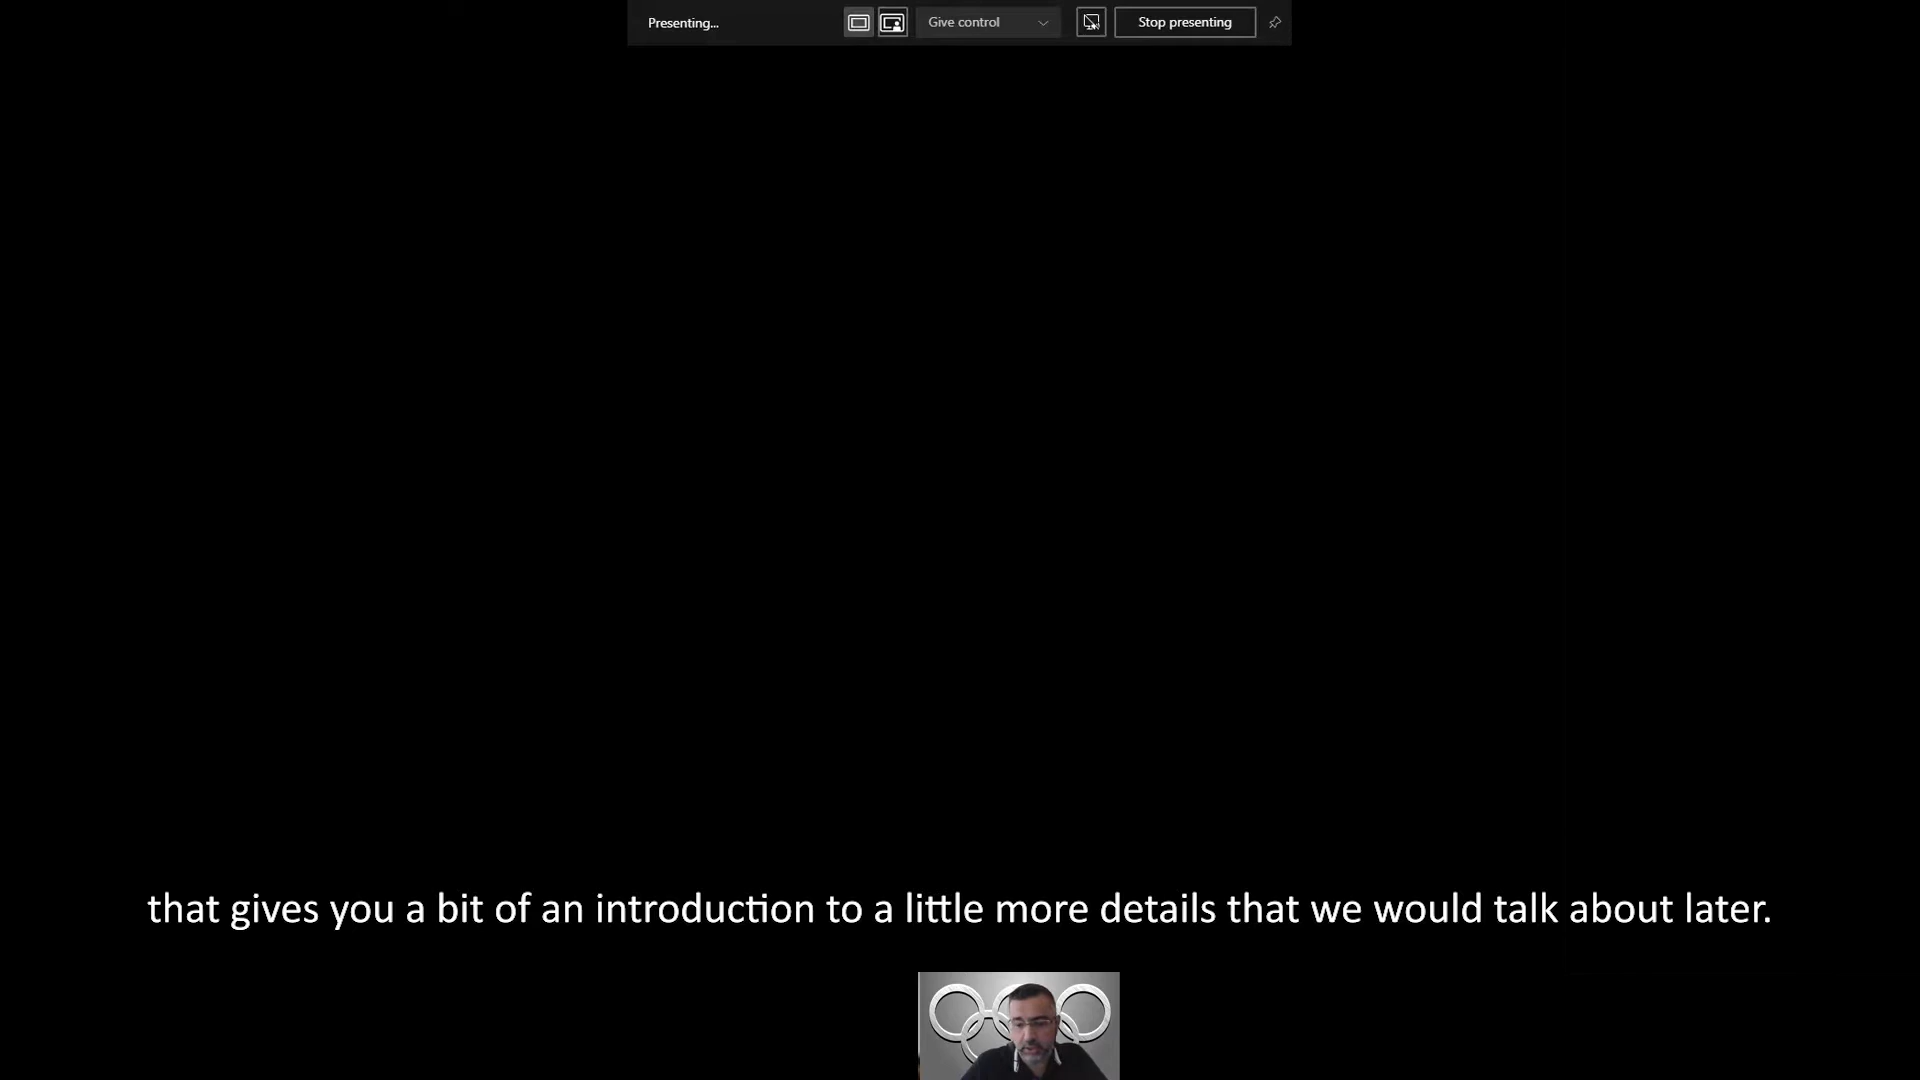 Presenting...
Give control
Stop presenting
that gives you a bit of an introduction to a little more details that we would talk about later.